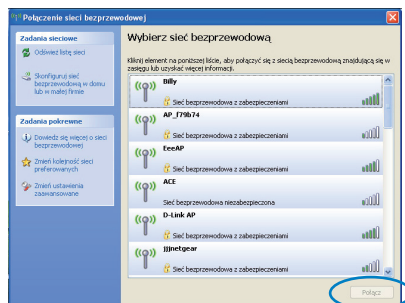 Połączenie sieci bezprzewodowej
Zadania sieciowe
Odśwież listę sieci
Skonfiguruj sieć
bezprzewodową w domu
lub w małej firmie
Zadania pokrewne
Dowiedz się więcej o sieci
bezprzewodowej
Zmień kolejność sieci
preferowanych
Zmień ustawienia
zaawansowane
Wybierz sieć bezprzewodową
Kliknij element na poniższej liście, aby połączyć się z siecią bezprzewodową znajdującą się w
zasięgu lub uzyskać więcej informacji.
Billy
Sieć bezprzewodowa z zabezpieczeniami
AP_f79b74
Sieć bezprzewodowa z zabezpieczeniami
EeeAP
Sieć bezprzewodowa z zabezpieczeniami
ACE
Sieć bezprzewodowa niezabezpieczona
D-Link AP
Sieć bezprzewodowa z zabezpieczeniami
jjjnetgear
Sieć bezprzewodowa z zabezpieczeniami
Połącz